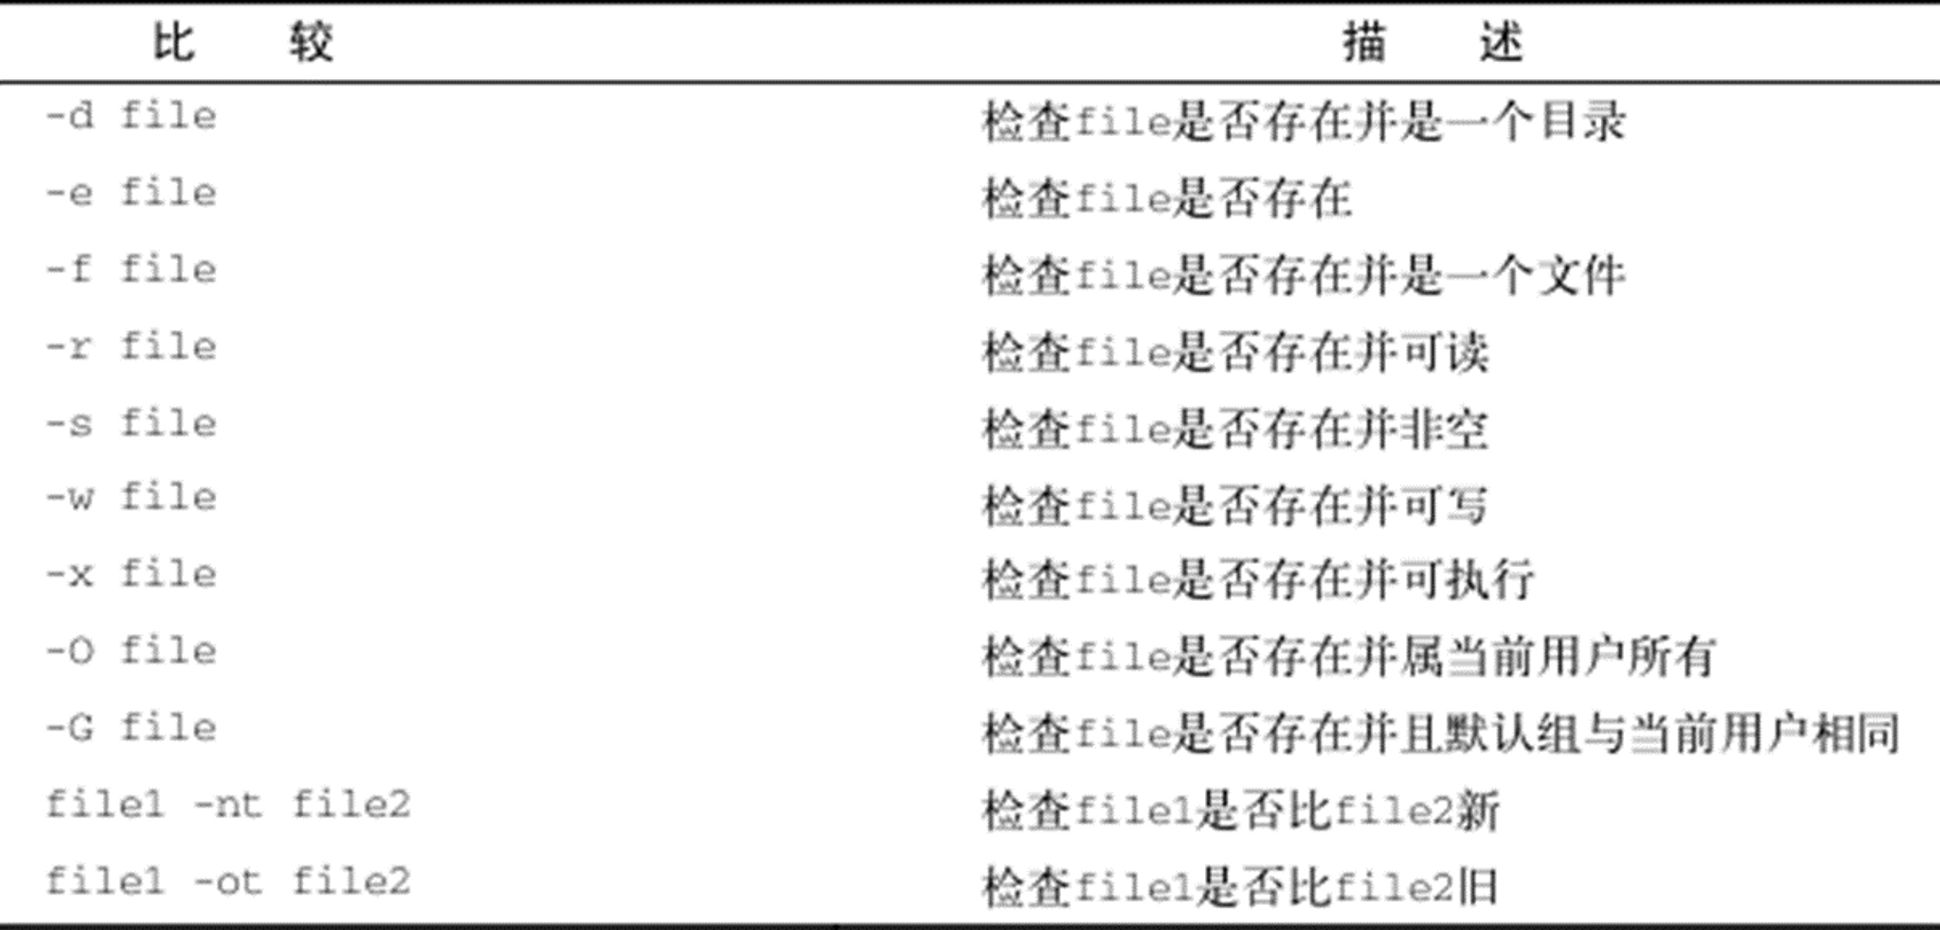 比 较 描 述
-d file 检查file是否存在并是一个目录
-e file 检查file是否存在
-f file 检查file是否存在并是一个文件
-r file 检查file是否存在并可读
-s file 检查file是否存在并非空
-w file 检查file是否存在并可写
-x file 检查file是否存在并可执行
-O file 检查file是否存在并属当前用户所有
-G file 检查file是否存在并且默认组与当前用户相同
file1 -nt file2 检查file1是否比file2新
file1 -ot file2 检查file1是否比file2旧